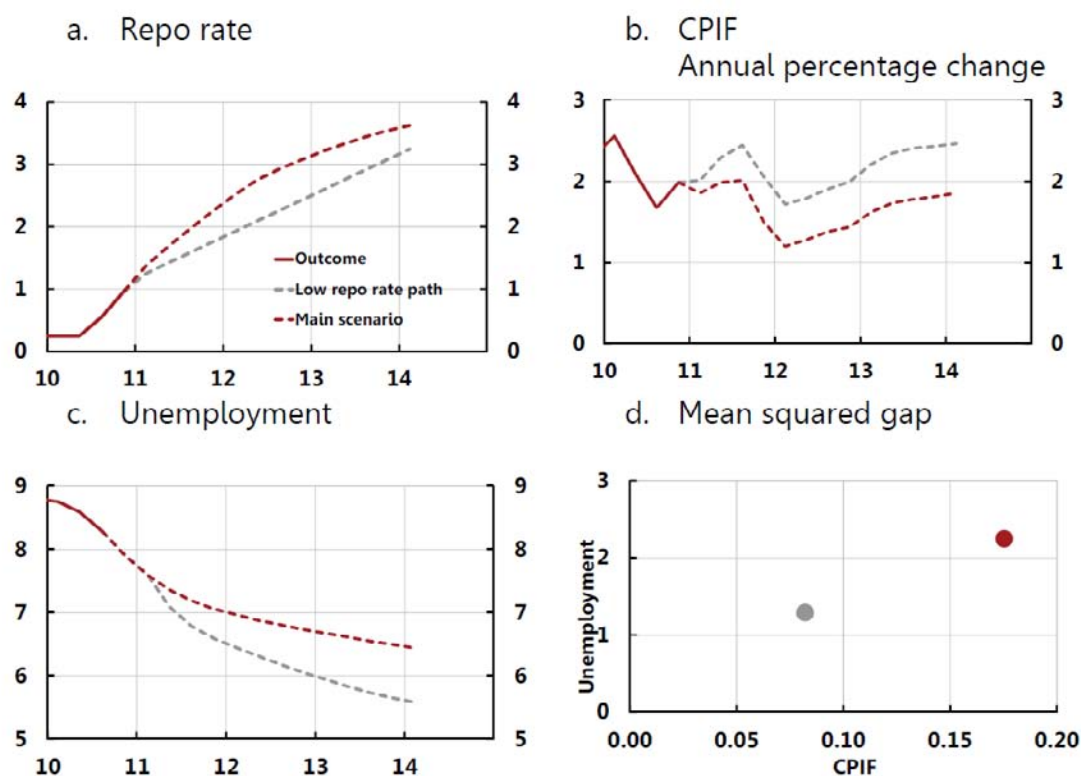 a. Repo rate
b. CPIF
Annual percentage change
4 4
3 3
2 2
1 1
0 0
10 11 12 13 14
Outcome
Low repo rate path
Main scenario
3 3
2 2
1 1
0 0
10 11 12 13 14
c. Unemployment
d. Mean squared gap
9 9
8 8
7 7
6 6
5 5
10 11 12 13 14
Unemployment
3
2
1
0
0.00 0.05 0.10 0.15 0.20
CPIF